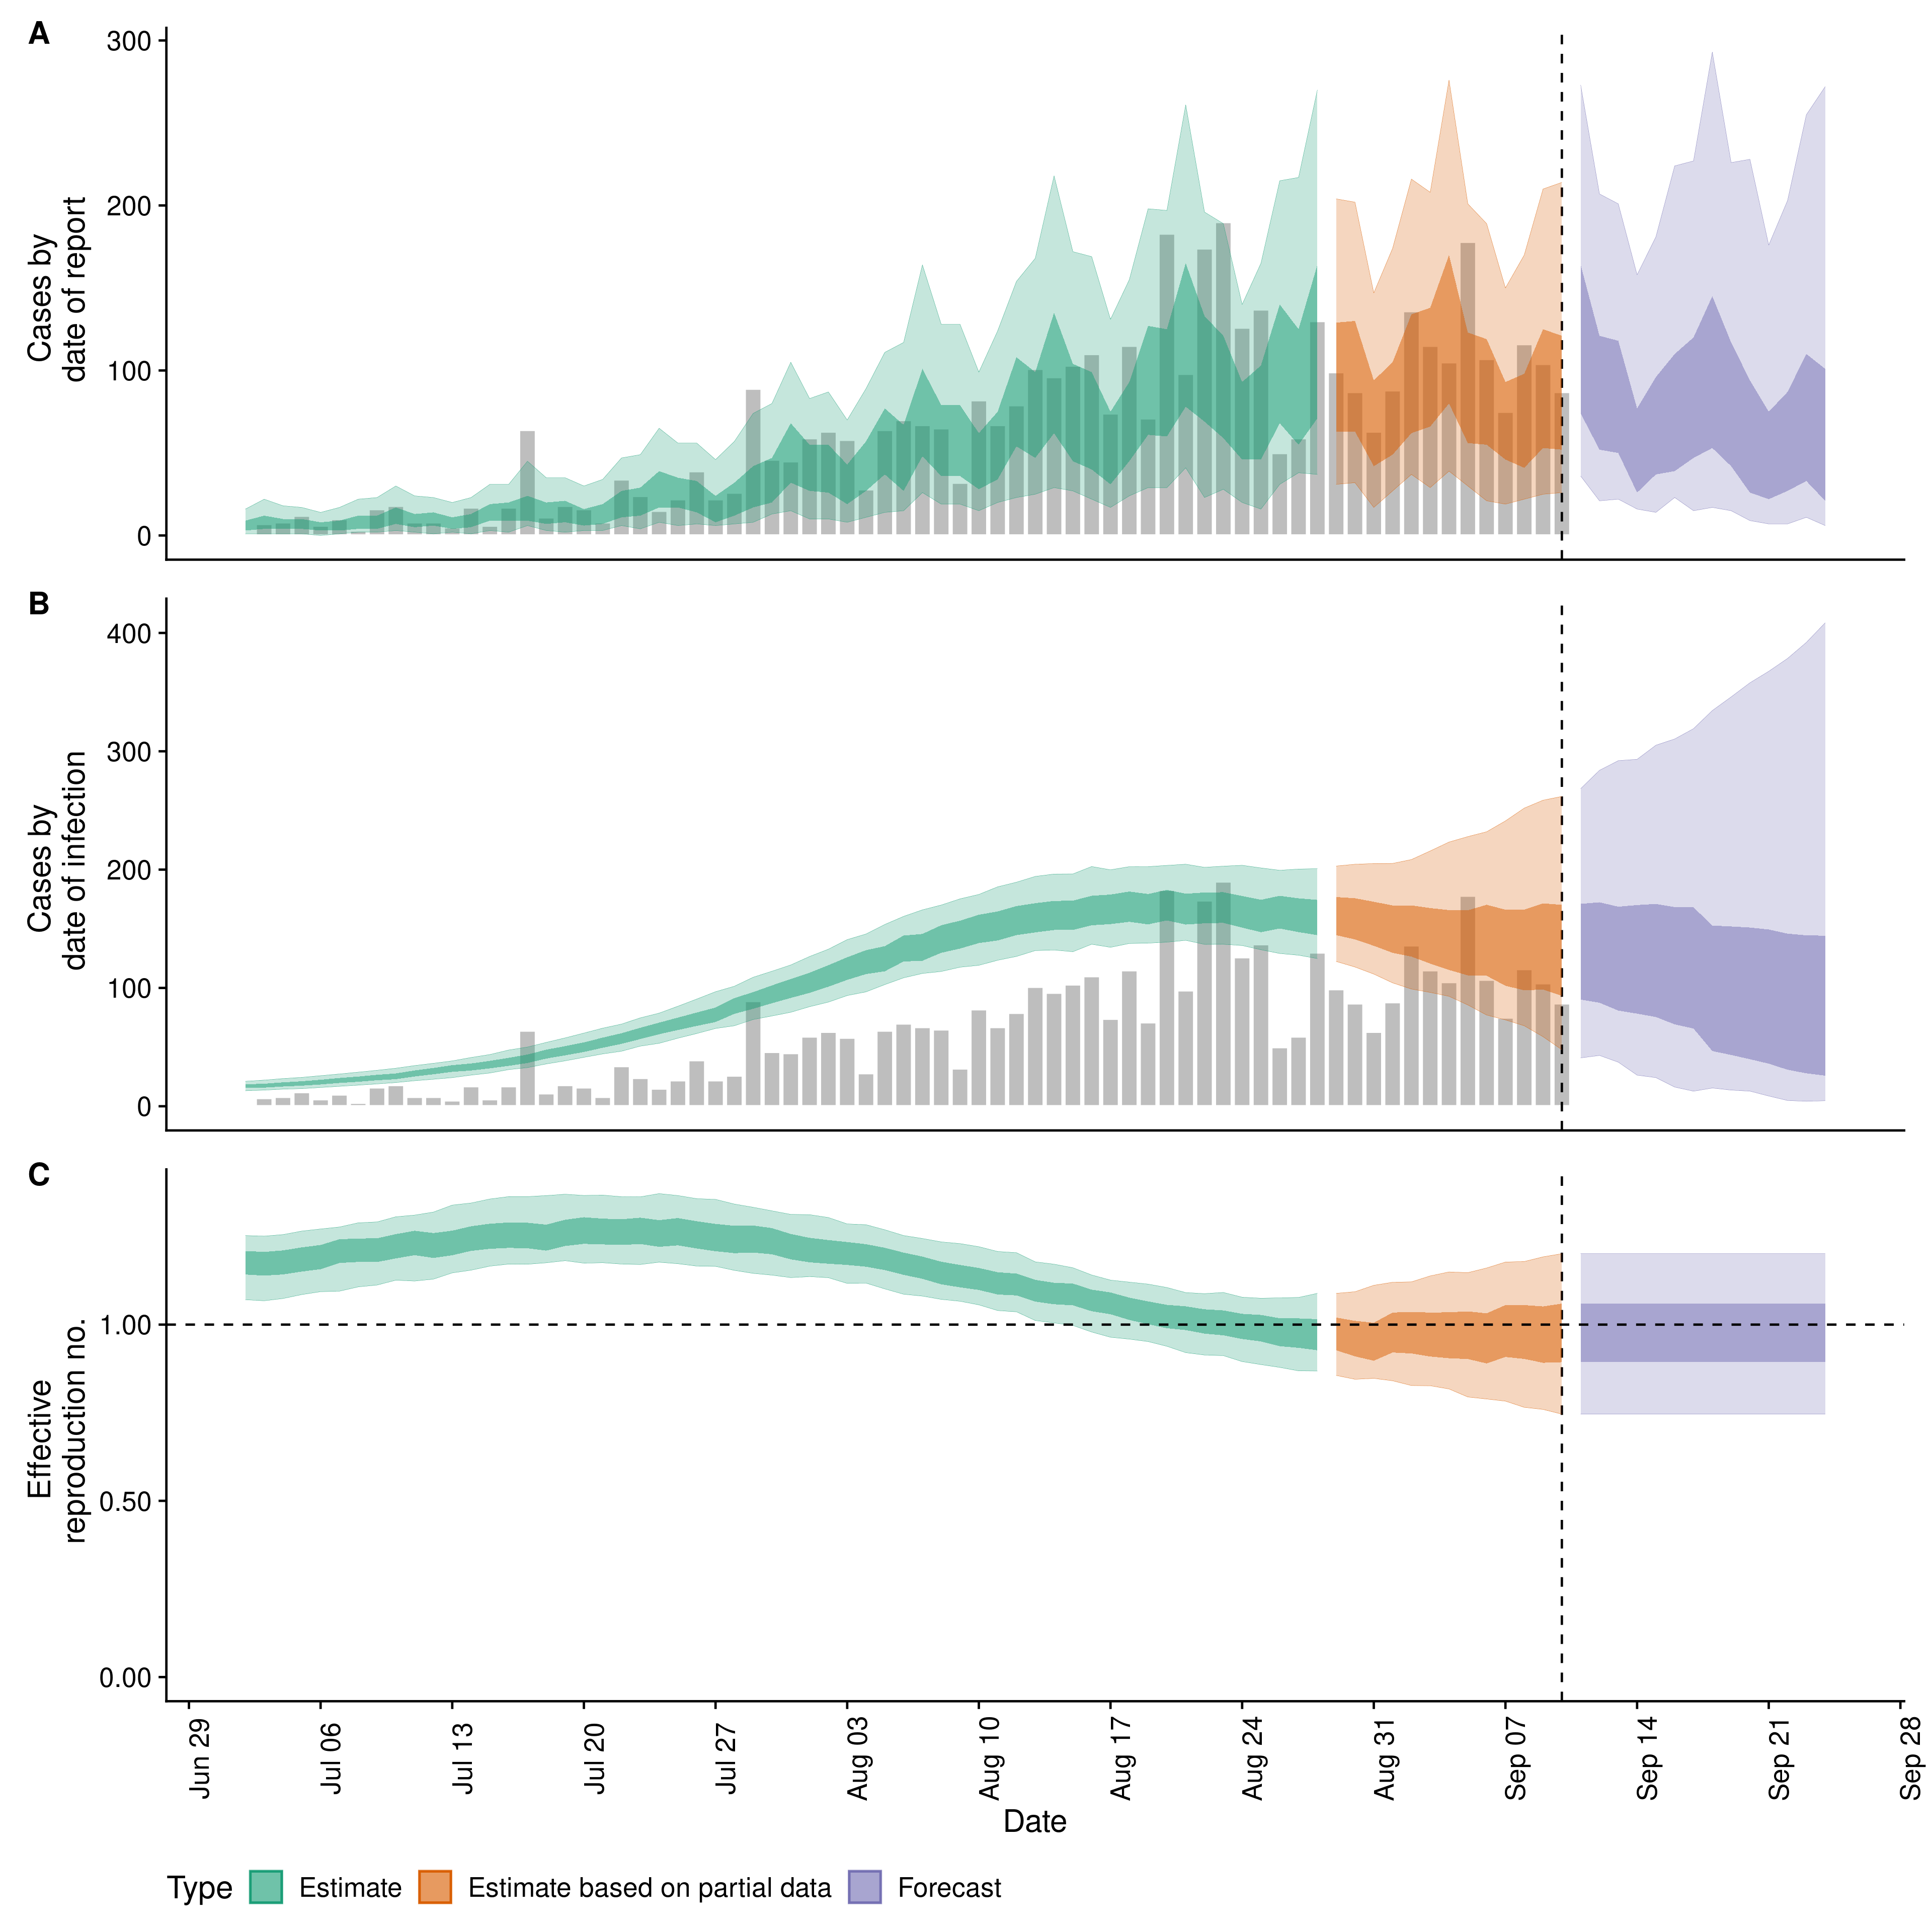 A
Cases by
date of report
300
200
100
0
B
Cases by
date of infection
400
300
200
100
0
C
Effective
reproduction no.
1.00
0.50
0.00
Jun 29
Jul 06
Jul 13
Jul 20
Jul 27
Aug 03
Aug 10
Aug 17
Aug 24
Aug 31
Sep 07
Sep 14
Sep 21
Sep 28
Date
Type Estimate Estimate based on partial data Forecast